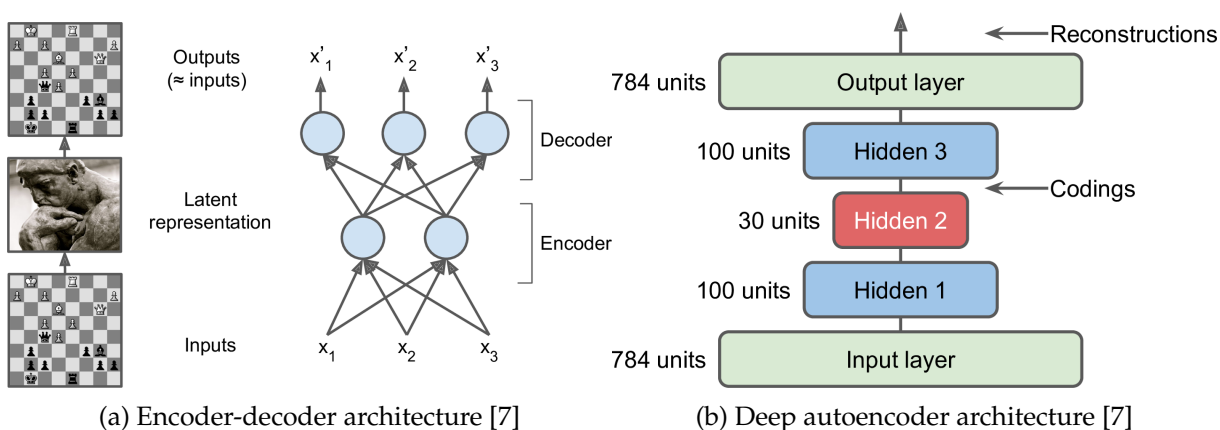 Outputs
(≈ inputs)
x'1 x'2 x'3
Decoder
Latent
representation
Encoder
Inputs
x1 x2 x3
(a) Encoder-decoder architecture [7]
Reconstructions
784 units Output layer
100 units Hidden 3
Codings
30 units Hidden 2
100 units Hidden 1
784 units Input layer
(b) Deep autoencoder architecture [7]